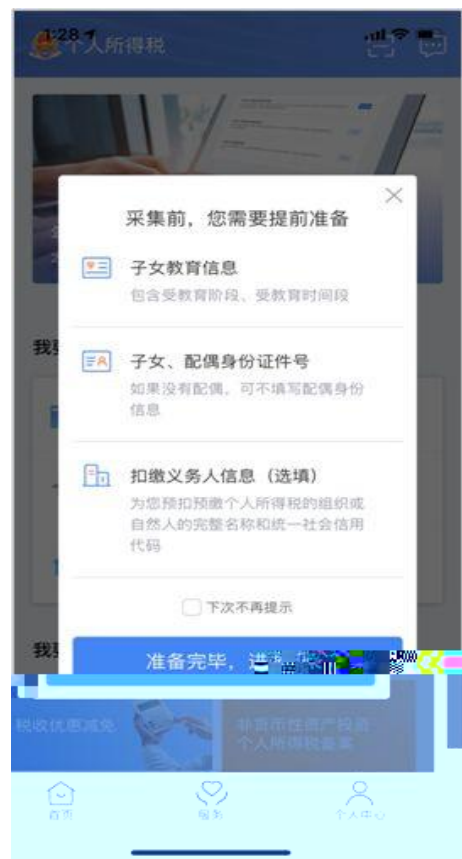 1:28
个人所得税
采集前，您需要提前准备
子女教育信息
包含受教育阶段、受教育时间段
子女、配偶身份证件号
如果没有配偶，可不填写配偶身份
信息
扣缴义务人信息（选填）
为您预扣预缴个人所得税的组织或
自然人的完整名称和统一社会信用
代码
下次不再提示
准备完毕，进
税收优惠减免
非货币性资产投资
个人所得税备案
首页
服务
个人中心